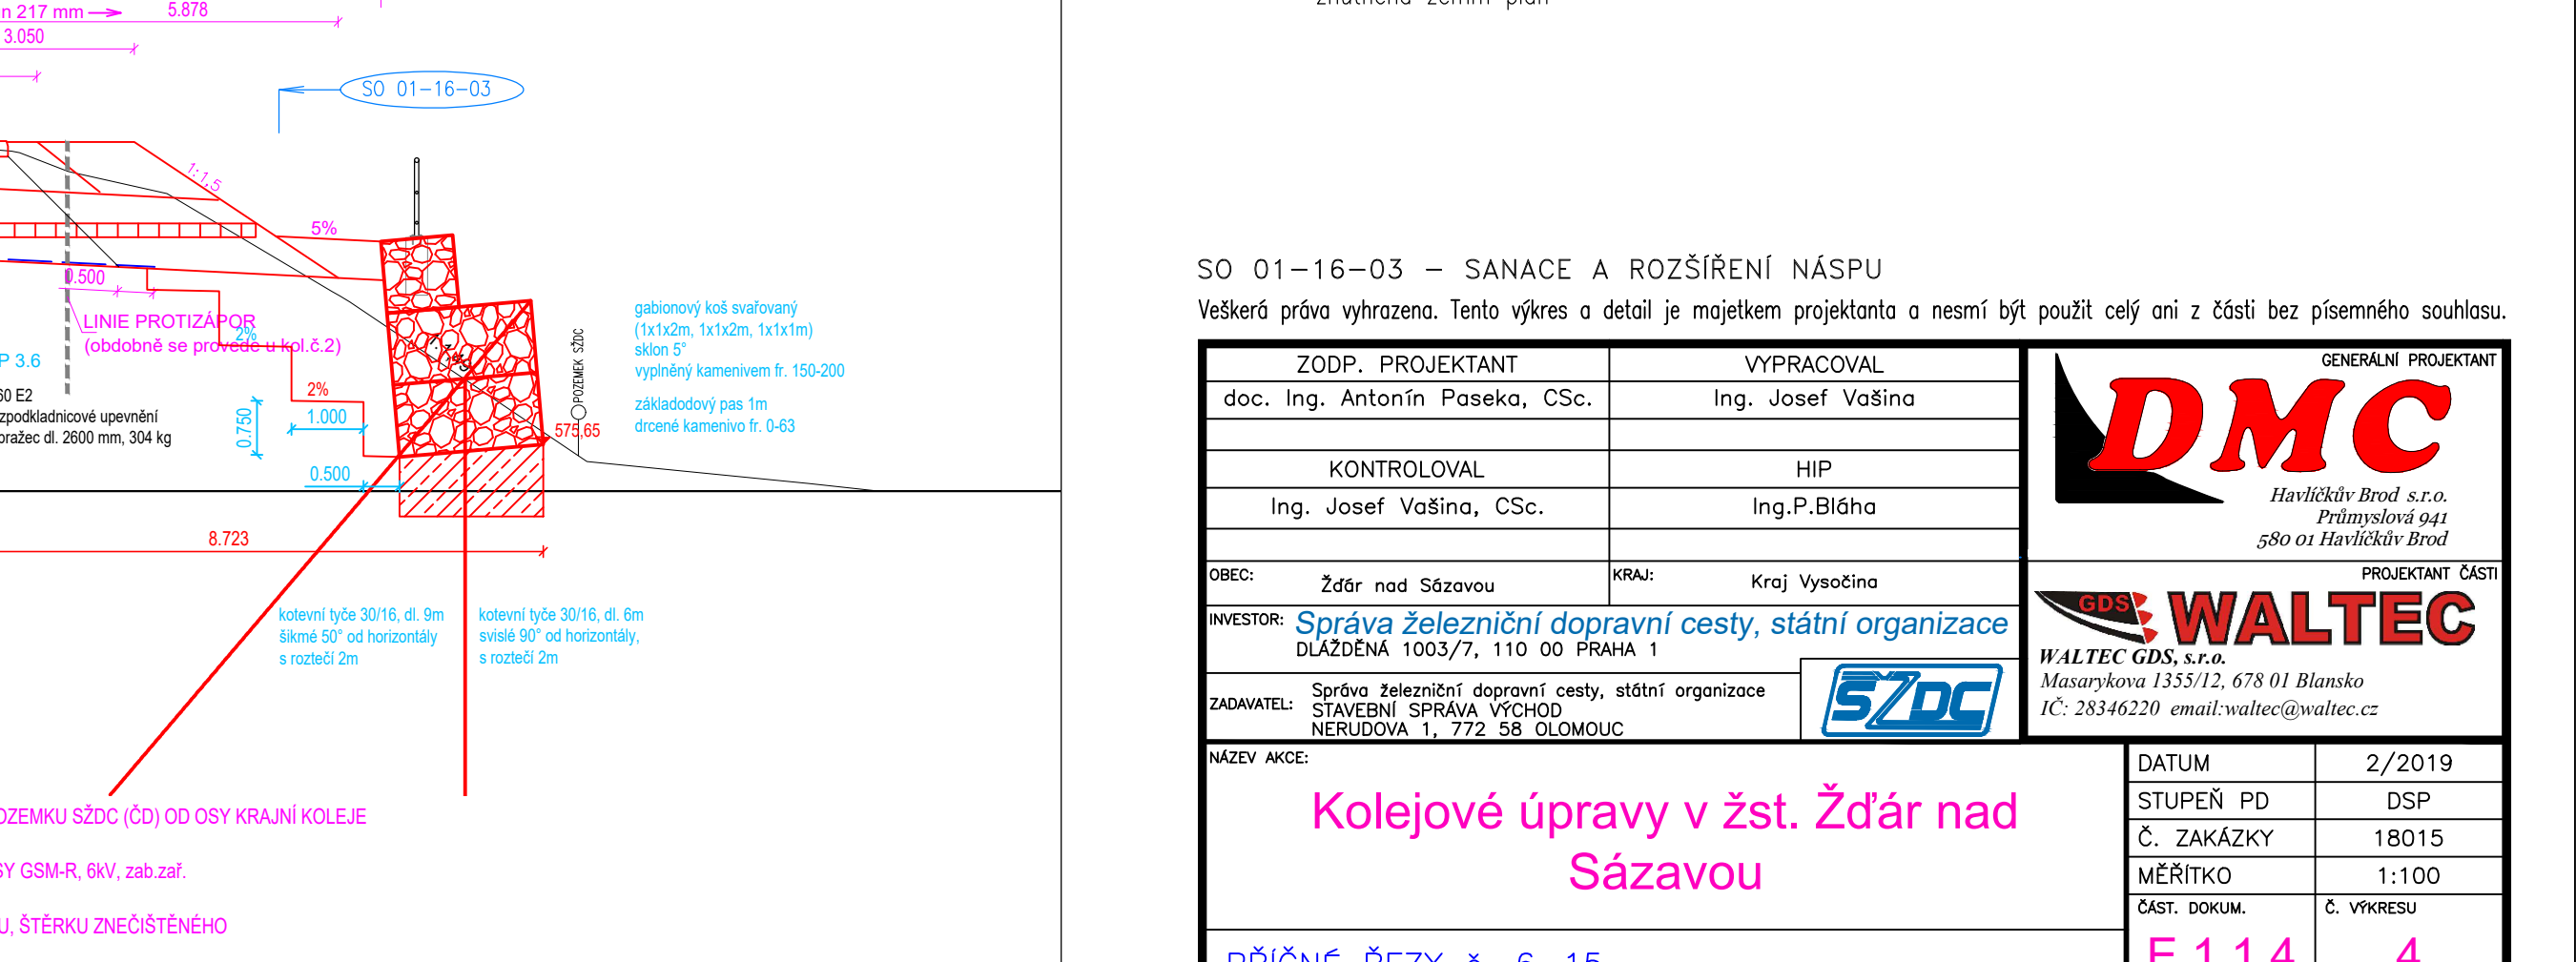 n 217 mm
5.878
3.050
SO 01-16-03
1:1,5
5%
0.500
LINIE PROTIZÁPOR
2%
(obdobně se provede u kol.č.2)
P 3.6
60 E2
zpodkladnicové upevnění
pražec dl. 2600 mm, 304 kg
2%
1.000
0.750
0.500
8.723
gabionový koš svařovaný
(1x1x2m, 1x1x2m, 1x1x1m)
sklon 5°
vyplněný kamenivem fr. 150-200
základodový pas 1m
drcené kamenivo fr. 0-63
POZEMEK SŽDC
575,65
kotevní tyče 30/16, dl. 9m
šikmé 50° od horizontály
s roztečí 2m
kotevní tyče 30/16, dl. 6m
svislé 90° od horizontály,
s roztečí 2m
OZEMKU SŽDC (ČD) OD OSY KRAJNÍ KOLEJE
SY GSM-R, 6kV, zab.zař.
U, ŠTĚRKU ZNEČIŠTĚNÉHO
SO 01-16-03 - SANACE A ROZŠÍŘENÍ NÁSPU
Veškerá práva vyhrazena. Tento výkres a detail je majetkem projektanta a nesmí být použit celý ani z části bez písemného souhlasu.
ZODP. PROJEKTANT
VYPRACOVAL
doc. Ing. Antonín Paseka, CSc.
Ing. Josef Vašina
KONTROLOVAL
HIP
Ing. Josef Vašina, CSc.
Ing.P.Bláha
OBEC:
Žďár nad Sázavou
KRAJ:
Kraj Vysočina
INVESTOR:
Správa železniční dopravní cesty, státní organizace
DLÁŽDĚNÁ 1003/7, 110 00 PRAHA 1
ZADAVATEL:
Správa železniční dopravní cesty, státní organizace
STAVEBNÍ SPRÁVA VÝCHOD
NERUDOVA 1, 772 58 OLOMOUC
SŽDC
GENERÁLNÍ PROJEKTANT
DMC
Havlíčkův Brod s.r.o.
Průmyslová 941
580 01 Havlíčkův Brod
PROJEKTANT ČÁSTI
GDS WALTEC
WALTEC GDS, s.r.o.
Masarykova 1355/12, 678 01 Blansko
IČ: 28346220 email:waltec@waltec.cz
NÁZEV AKCE:
Kolejové úpravy v žst. Žďár nad
Sázavou
DATUM
2/2019
STUPEŇ PD
DSP
Č. ZAKÁZKY
18015
MĚŘÍTKO
1:100
ČÁST. DOKUM.
Č. VÝKRESU
E.1.1.4
4
PŘÍČNÉ ŘEZY č. 6-15